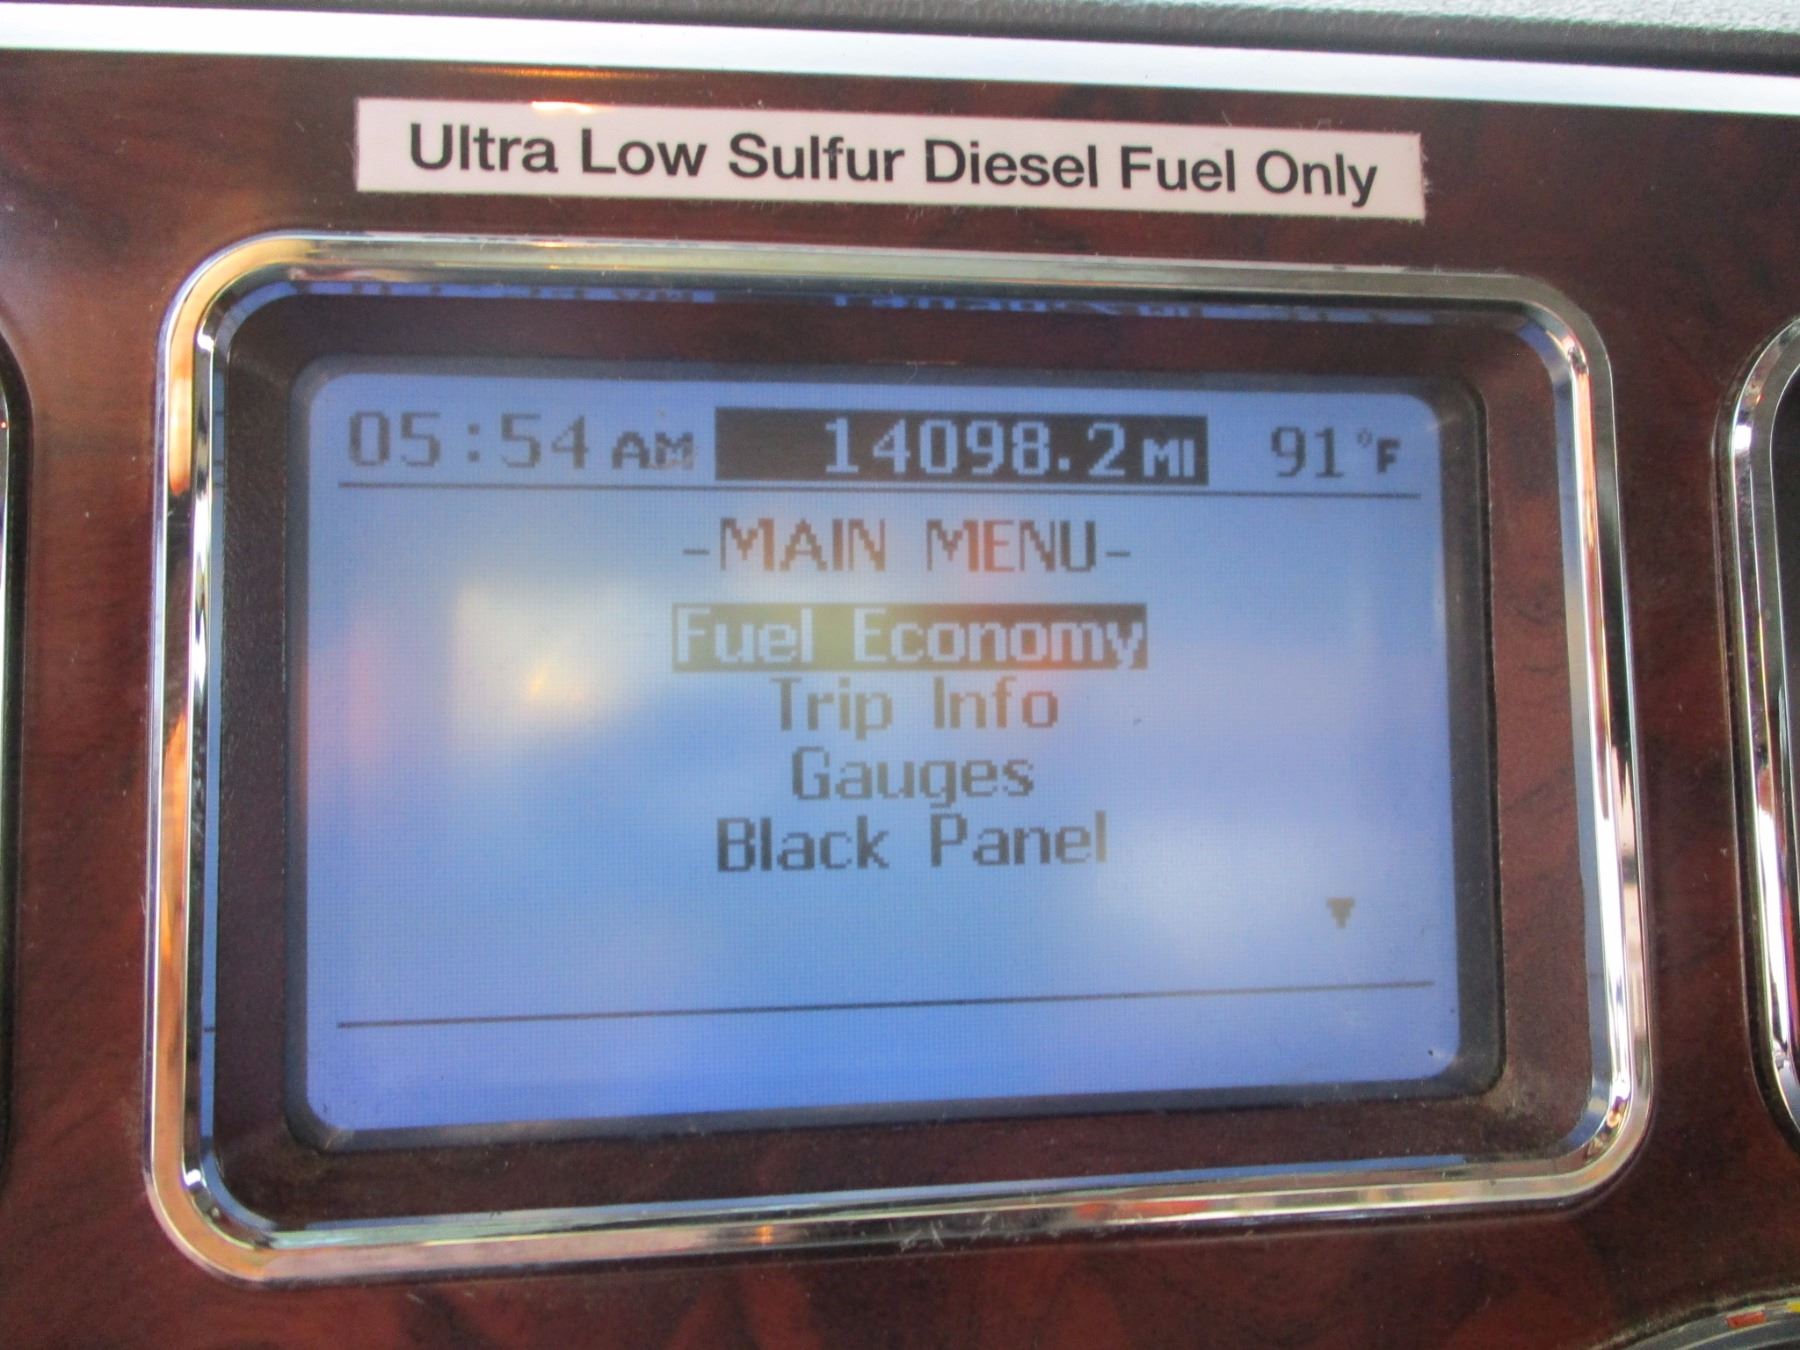 Ultra Low Sulfur Diesel Fuel Only
05:54 AM 14098.2 MI 91°F
-MAIN MENU-
Fuel Economy
Trip Info
Gauges
Black Panel